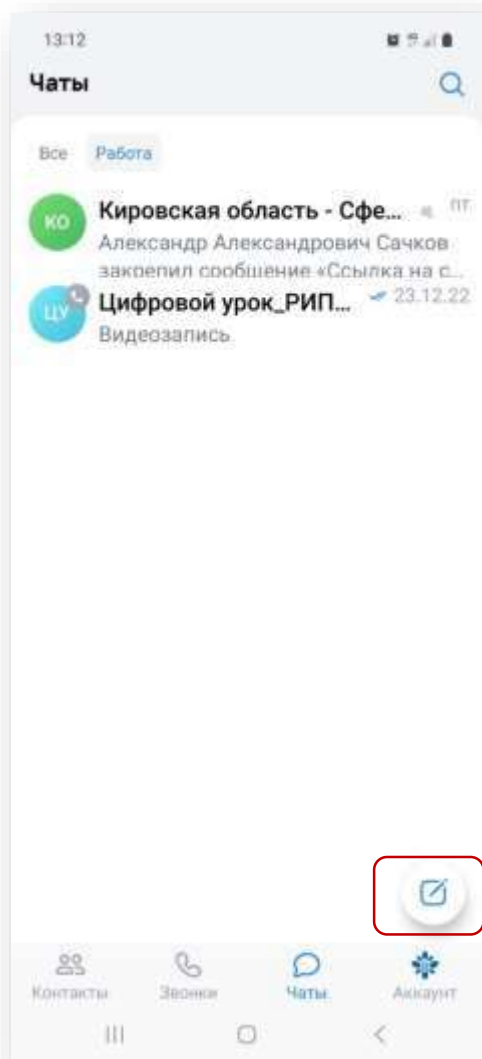 13:12
Чаты
Все Работа
КО
Кировская область - Сфе... ПТ
Александр Александрович Сачков
закрепил сообщение «Ссылка на с...
ЦУ
Цифровой урок_РИП... 23.12.22
Видеозапись
Контакты Звонки Чаты Аккаунт